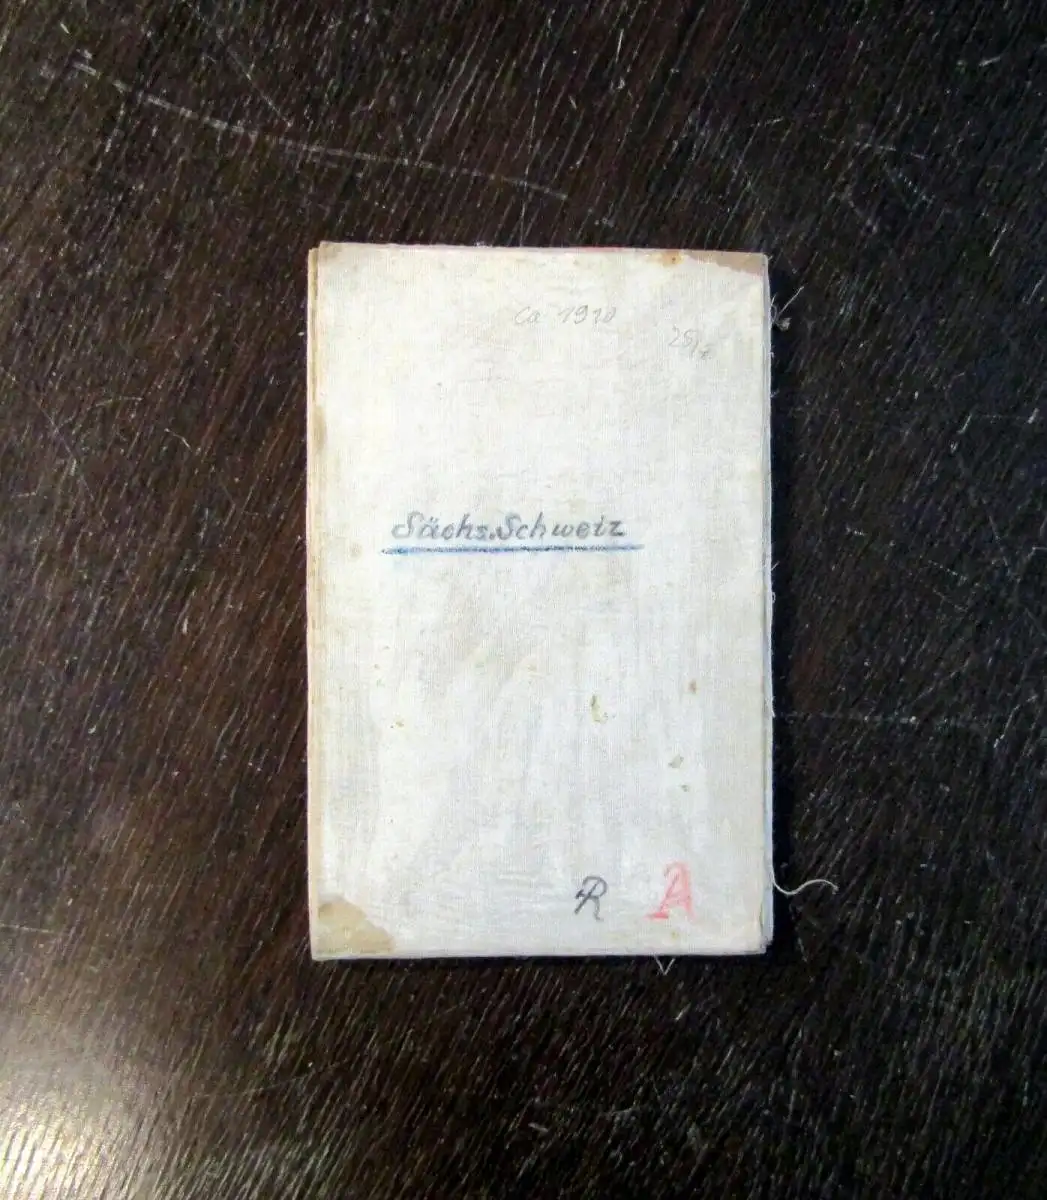 Ca 1910
Sächs. Schweiz
R A